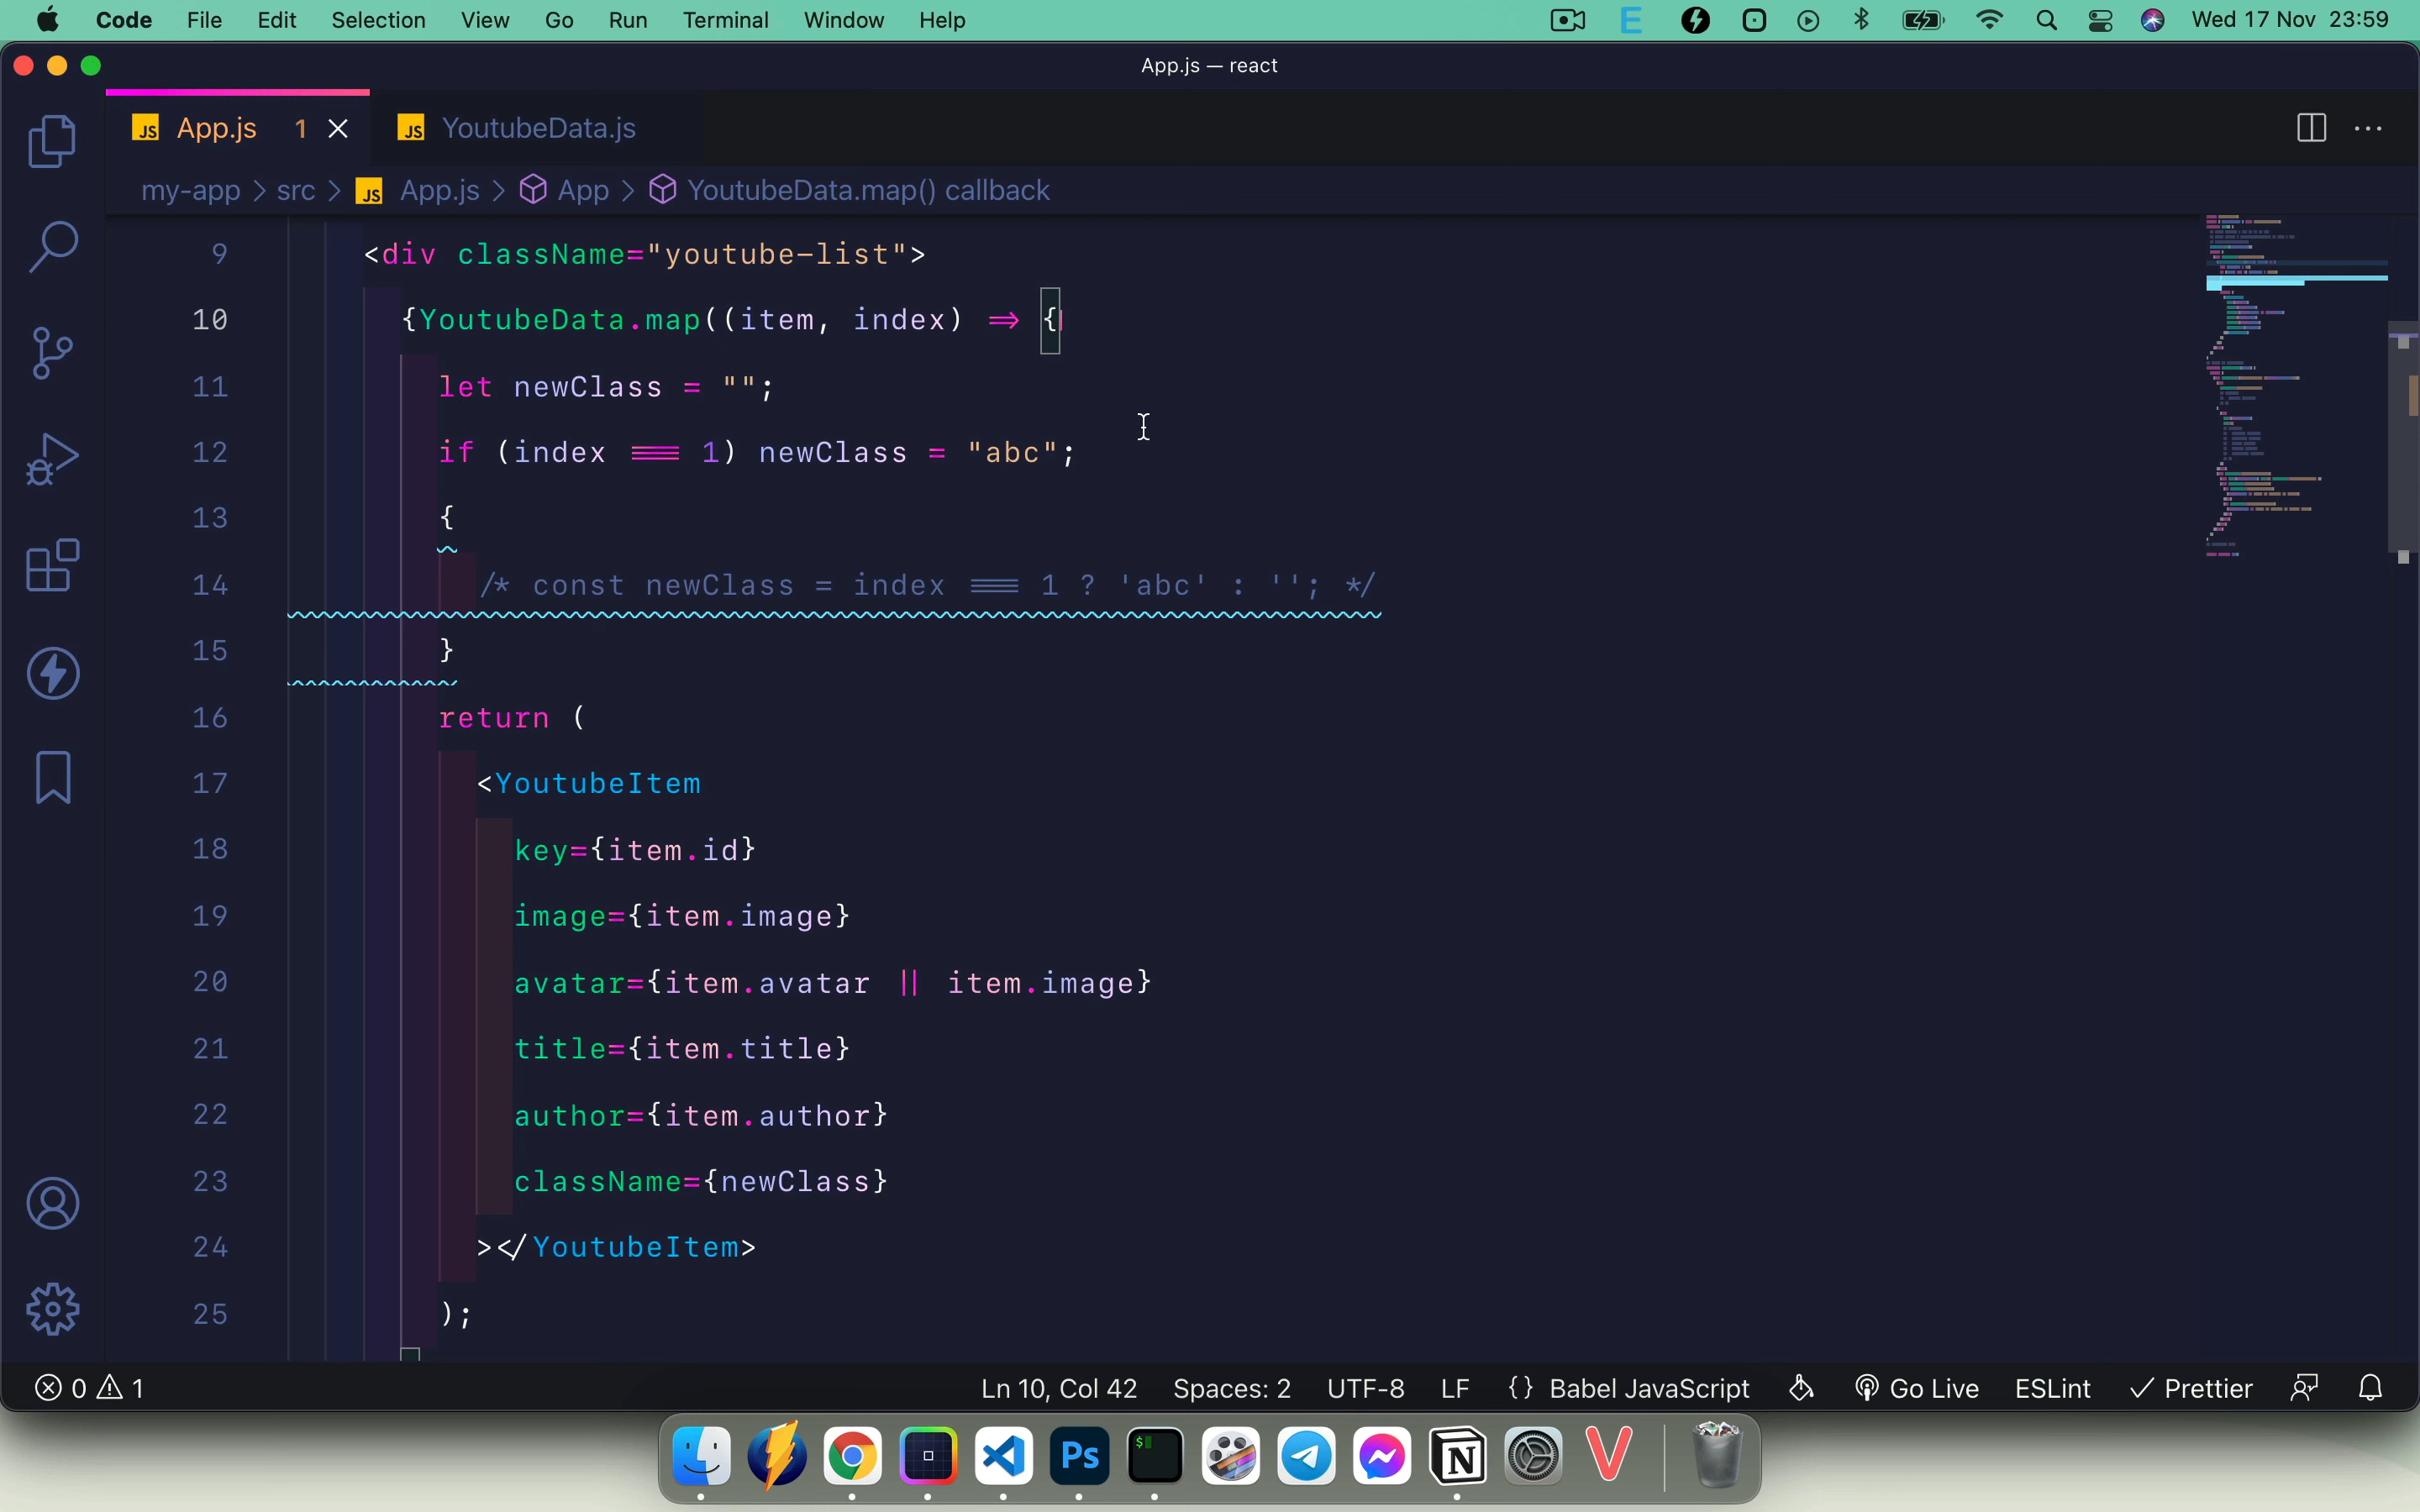 Code File Edit Selection View Go Run Terminal Window Help E Wed 17 Nov 23:59
App.js — react
JS App.js 1 JS YoutubeData.js
my-app > src > JS App.js > App > YoutubeData.map() callback
9 <div className="youtube-list">
10 {YoutubeData.map((item, index) => {
11 let newClass = "";
12 if (index === 1) newClass = "abc";
13 {
14 /* const newClass = index === 1 ? 'abc' : ''; */
15 }
16 return (
17 <YoutubeItem
18 key={item.id}
19 image={item.image}
20 avatar={item.avatar || item.image}
21 title={item.title}
22 author={item.author}
23 className={newClass}
24 ></YoutubeItem>
25 );
0 1 Ln 10, Col 42 Spaces: 2 UTF-8 LF {} Babel JavaScript Go Live ESLint Prettier
Ps $ N